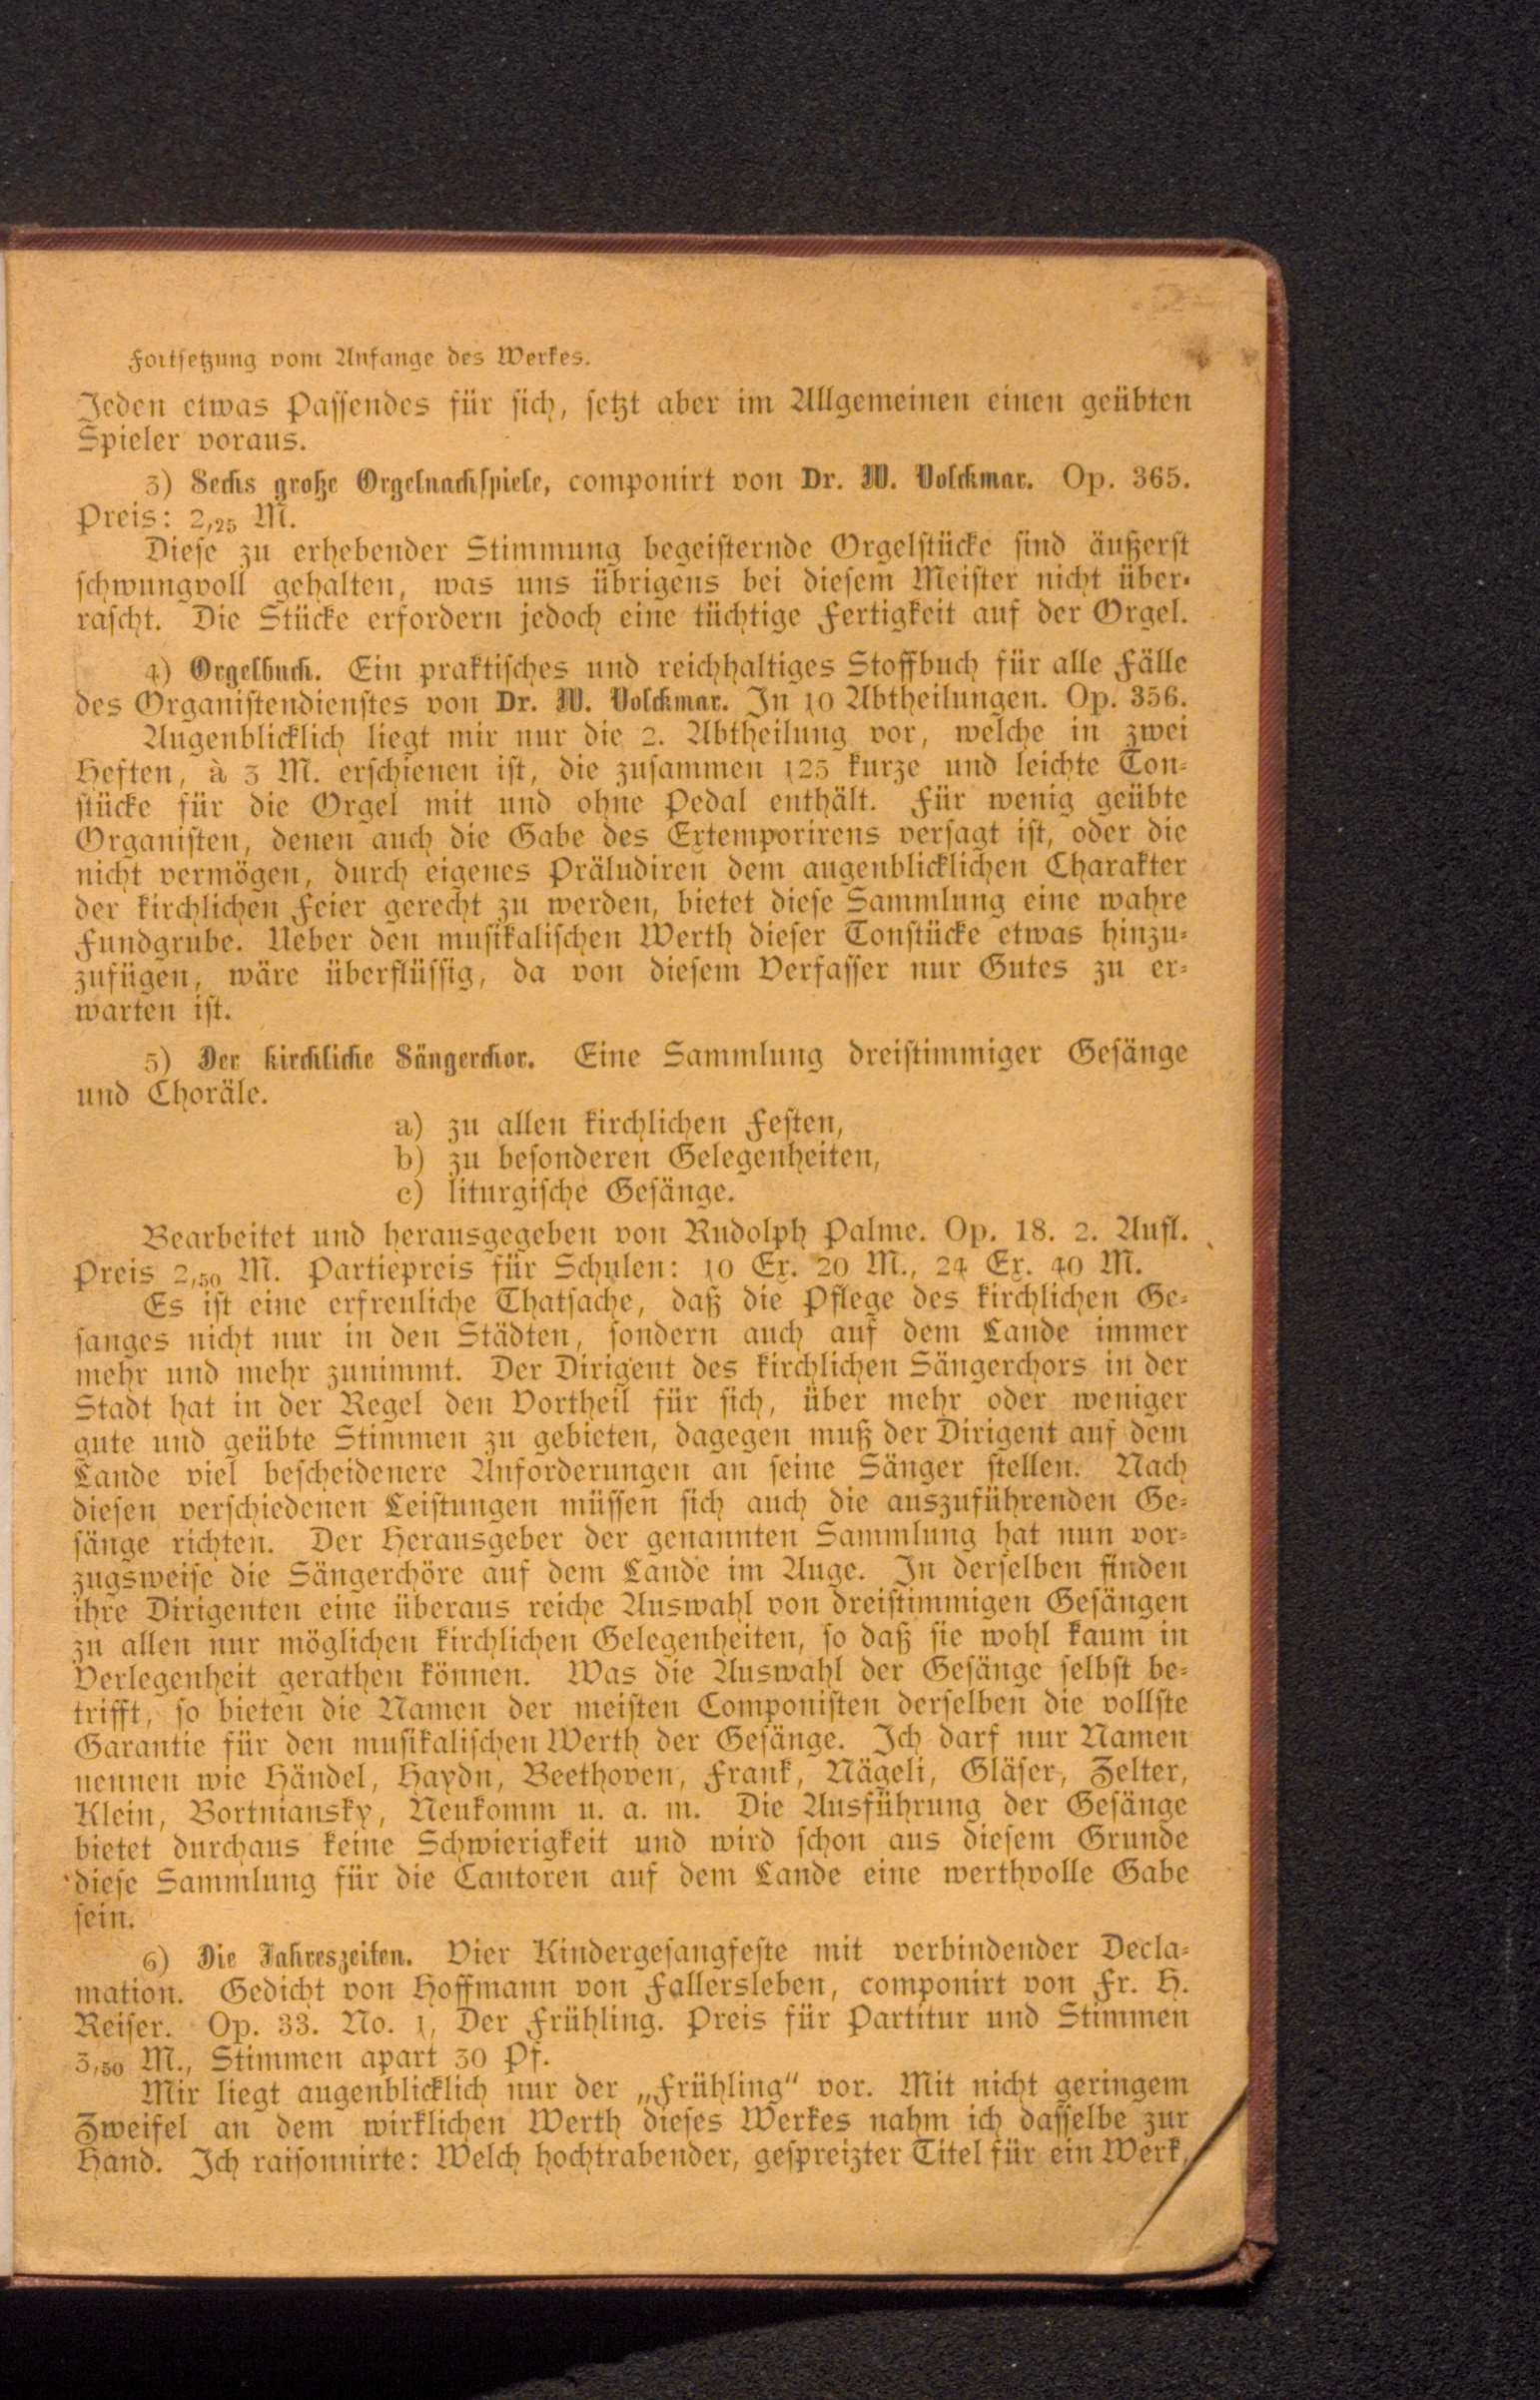 Fortsetzung vom Anfange des Werkes.
Jeden etwas Passendes für sich, setzt aber im Allgemeinen einen geübten
Spieler voraus.
3) Sechs große Orgelnachspiele, componirt von Dr. W. Volckmar. Op. 365.
Preis: 2,25 M.
Diese zu erhebender Stimmung begeisternde Orgelstücke sind äußerst
schwungvoll gehalten, was uns übrigens bei diesem Meister nicht über-
rascht. Die Stücke erfordern jedoch eine tüchtige Fertigkeit auf der Orgel.
4) Orgelbuch. Ein praktisches und reichhaltiges Stoffbuch für alle Fälle
des Organistendienstes von Dr. W. Volckmar. In 10 Abtheilungen. Op. 356.
Augenblicklich liegt mir nur die 2. Abtheilung vor, welche in zwei
Heften, à 3 M. erschienen ist, die zusammen 125 kurze und leichte Ton-
stücke für die Orgel mit und ohne Pedal enthält. Für wenig geübte
Organisten, denen auch die Gabe des Extemporirens versagt ist, oder die
nicht vermögen, durch eigenes Präludiren dem augenblicklichen Charakter
der kirchlichen Feier gerecht zu werden, bietet diese Sammlung eine wahre
Fundgrube. Ueber den musikalischen Werth dieser Tonstücke etwas hinzu-
zufügen, wäre überflüssig, da von diesem Verfasser nur Gutes zu er-
warten ist.
5) Der kirchliche Sängerchor. Eine Sammlung dreistimmiger Gesänge
und Choräle.
a) zu allen kirchlichen Festen,
b) zu besonderen Gelegenheiten,
c) liturgische Gesänge.
Bearbeitet und herausgegeben von Rudolph Palme. Op. 18. 2. Aufl.
Preis 2,50 M. Partiepreis für Schulen: 10 Ex. 20 M., 24 Ex. 40 M.
Es ist eine erfreuliche Thatsache, daß die Pflege des kirchlichen Ge-
sanges nicht nur in den Städten, sondern auch auf dem Lande immer
mehr und mehr zunimmt. Der Dirigent des kirchlichen Sängerchors in der
Stadt hat in der Regel den Vortheil für sich, über mehr oder weniger
gute und geübte Stimmen zu gebieten, dagegen muß der Dirigent auf dem
Lande viel bescheidenere Anforderungen an seine Sänger stellen. Nach
diesen verschiedenen Leistungen müssen sich auch die auszuführenden Ge-
sänge richten. Der Herausgeber der genannten Sammlung hat nun vor-
zugsweise die Sängerchöre auf dem Lande im Auge. In derselben finden
ihre Dirigenten eine überaus reiche Auswahl von dreistimmigen Gesängen
zu allen nur möglichen kirchlichen Gelegenheiten, so daß sie wohl kaum in
Verlegenheit gerathen können. Was die Auswahl der Gesänge selbst be-
trifft, so bieten die Namen der meisten Componisten derselben die vollste
Garantie für den musikalischen Werth der Gesänge. Ich darf nur Namen
nennen wie Händel, Haydn, Beethoven, Frank, Nägeli, Gläser, Zelter,
Klein, Bortniansky, Neukomm u. a. m. Die Ausführung der Gesänge
bietet durchaus keine Schwierigkeit und wird schon aus diesem Grunde
diese Sammlung für die Cantoren auf dem Lande eine werthvolle Gabe
sein.
6) Die Jahreszeiten. Vier Kindergesangfeste mit verbindender Decla-
mation. Gedicht von Hoffmann von Fallersleben, componirt von Fr. H.
Reiser. Op. 33. No. 1, Der Frühling. Preis für Partitur und Stimmen
3,50 M., Stimmen apart 30 Pf.
Mir liegt augenblicklich nur der „Frühling“ vor. Mit nicht geringem
Zweifel an dem wirklichen Werth dieses Werkes nahm ich dasselbe zur
Hand. Ich raisonnirte: Welch hochtrabender, gespreizter Titel für ein Werk,